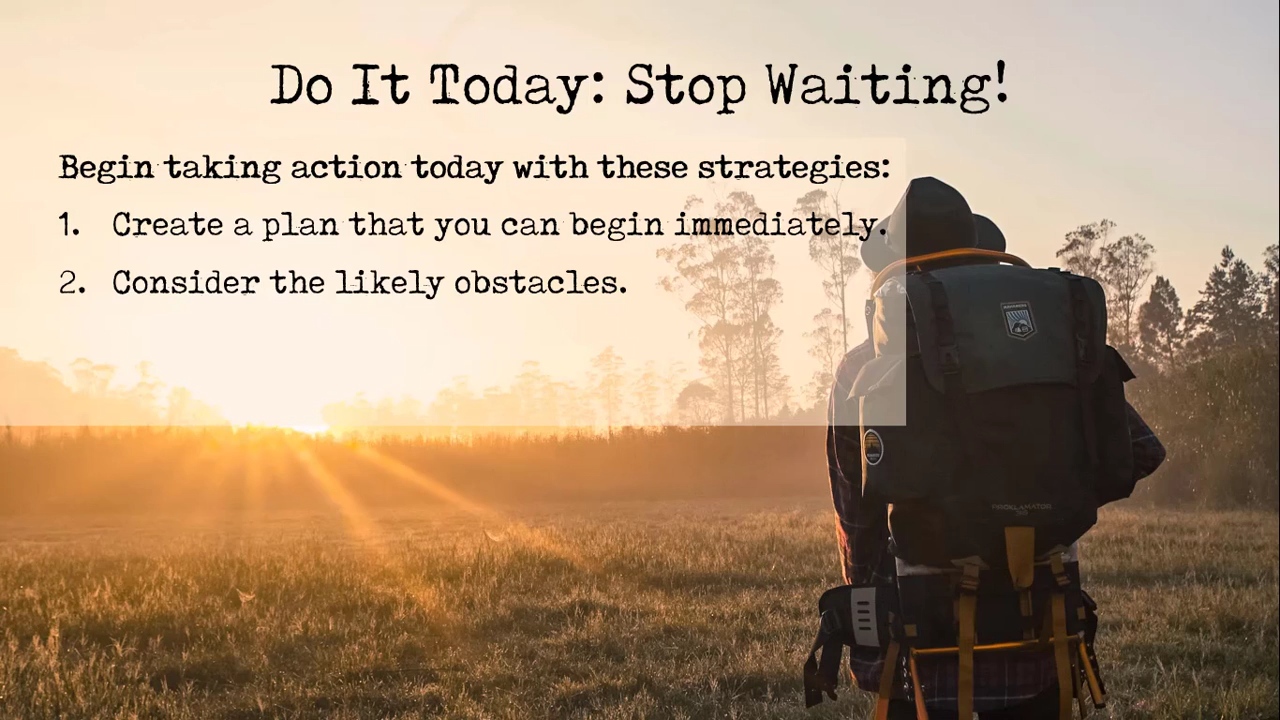 Do It Today: Stop Waiting!
Begin taking action today with these strategies:
1. Create a plan that you can begin immediately.
2. Consider the likely obstacles.